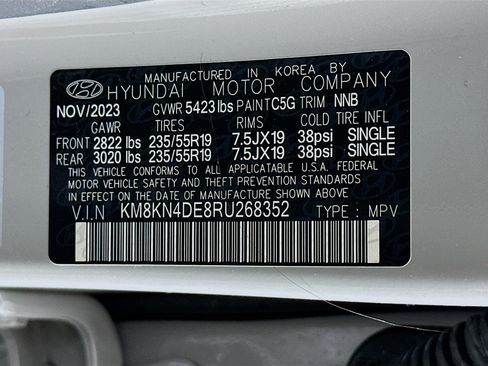 MANUFACTURED IN KOREA BY
HYUNDAI MOTOR COMPANY
NOV/2023 GVWR 5423 lbs PAINT C5G TRIM NNB
GAWR TIRES RIMS COLD TIRE INFL
FRONT 2822 lbs 235/55R19 7.5JX19 38psi SINGLE
REAR 3020 lbs 235/55R19 7.5JX19 38psi SINGLE
THIS VEHICLE CONFORMS TO ALL APPLICATABLE U.S.A. FEDERAL
MOTOR VEHICLE SAFETY AND THEFT PREVENTION STANDARDS
IN EFFECT ON THE DATE OF MANUFACTURE SHOWN ABOVE.
V.I.N KM8KN4DE8RU268352 TYPE : MPV